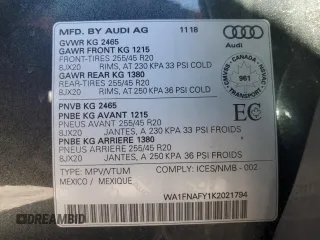 MFD. BY AUDI AG 1118
Audi
GVWR KG 2465
GAWR FRONT KG 1215
FRONT-TIRES 255/45 R20
8JX20 RIMS, AT 230 KPA 33 PSI COLD
GAWR REAR KG 1380
REAR-TIRES 255/45 R20
8JX20 RIMS, AT 250 KPA 36 PSI COLD
CANADA
961
TRANSPORT
PNVB KG 2465
PNBE KG AVANT 1215
PNEUS AVANT 255/45 R20
8JX20 JANTES, A 230 KPA 33 PSI FROIDS
PNBE KG ARRIERE 1380
PNEUS ARRIERE 255/45 R20
8JX20 JANTES, A 250 KPA 36 PSI FROIDS
EC
TYPE: MPV/VTUM COMPLY: ICES/NMB - 002
MEXICO / MEXIQUE
WA1FNAFY1K2021794
DREAMBID